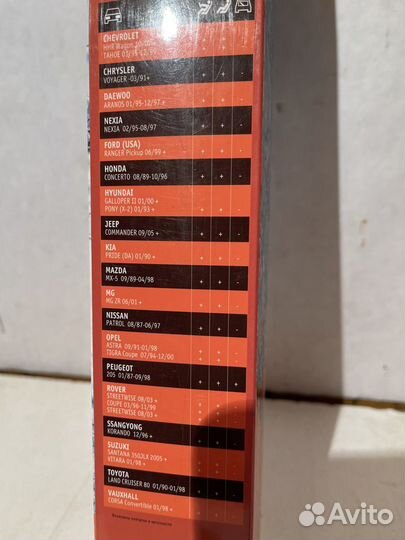 CHEVROLET
HHR Wagon
TAHOE
CHRYSLER + + -
VOYAGER -03/91+
DAEWOO
ARANOS 01/95-12/97 + + + -
NEXIA
NEXIA 02/95-08/97 + + -
FORD (USA)
RANGER Pickup 06/99 + + + -
HONDA
CONCERTO 08/89-10/96 + + -
HYUNDAI
GALLOPER II 01/00 + + + -
PONY (X-2) 01/93 + + + -
JEEP
COMMANDER 09/05 + + + -
KIA
PRIDE (DA) 01/90 + + + -
MAZDA
MX-5 09/89-04/98 + + -
MG
MG ZR 06/01 + + + -
NISSAN
PATROL 08/87-06/97 + + -
OPEL
ASTRA 09/91-01/98
TIGRA Coupe 07/94-12/00
PEUGEOT
205 01/87-09/98 + + +
ROVER
STREETWISE 08/03 +
COUPE 03/96-11/99
STREETWISE 08/03 +
SSANGYONG
KORANDO 12/96 + + + -
SUZUKI
SANTANA 350JLX 2005 +
VITARA 01/98 +
TOYOTA
LAND CRUISER 80 01/90-01/98 + + -
VAUXHALL
CORSA Convertible 01/98 +
Avito